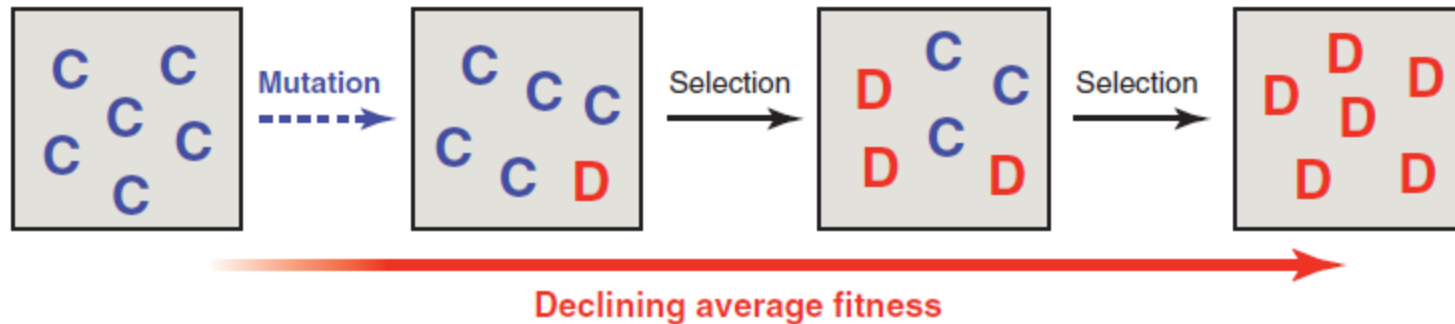 C C C C C C
Mutation
C C C C C D
Selection
C D C C D D
Selection
D D D D D D
Declining average fitness